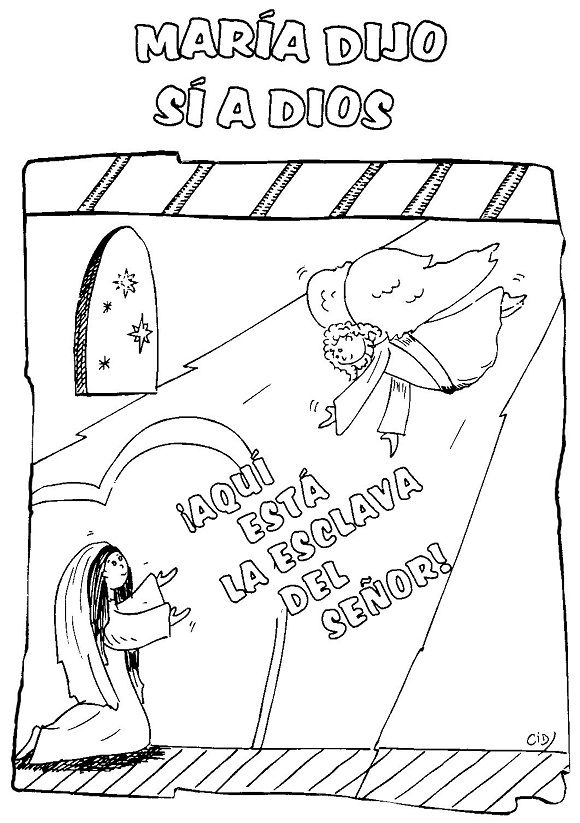 MARÍA DIJO
SÍ A DIOS
¡AQUÍ
ESTÁ
LA ESCLAVA
DEL
SEÑOR!
CID